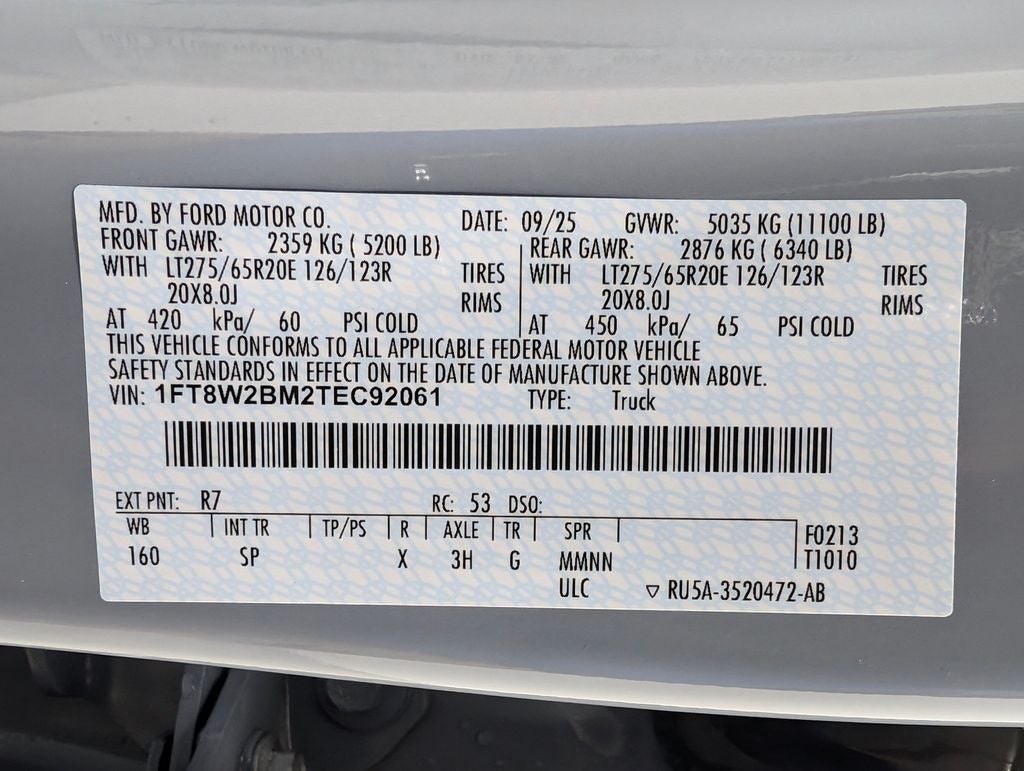 MFD. BY FORD MOTOR CO. DATE: 09/25 GVWR: 5035 KG (11100 LB)
FRONT GAWR: 2359 KG ( 5200 LB) REAR GAWR: 2876 KG ( 6340 LB)
WITH LT275/65R20E 126/123R TIRES WITH LT275/65R20E 126/123R TIRES
20X8.0J RIMS 20X8.0J RIMS
AT 420 kPa/ 60 PSI COLD AT 450 kPa/ 65 PSI COLD
THIS VEHICLE CONFORMS TO ALL APPLICABLE FEDERAL MOTOR VEHICLE
SAFETY STANDARDS IN EFFECT ON THE DATE OF MANUFACTURE SHOWN ABOVE.
VIN: 1FT8W2BM2TEC92061 TYPE: Truck
EXT PNT: R7 RC: 53 DSO:
WB INT TR TP/PS R AXLE TR SPR F0213
160 SP X 3H G MMNN T1010
ULC ▽ RU5A-3520472-AB